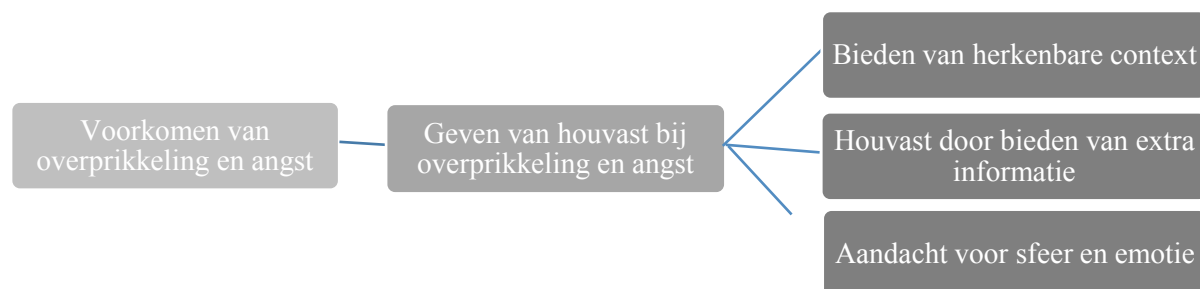 Voorkomen van
overprikkeling en angst
Geven van houvast bij
overprikkeling en angst
Bieden van herkenbare context
Houvast door bieden van extra
informatie
Aandacht voor sfeer en emotie